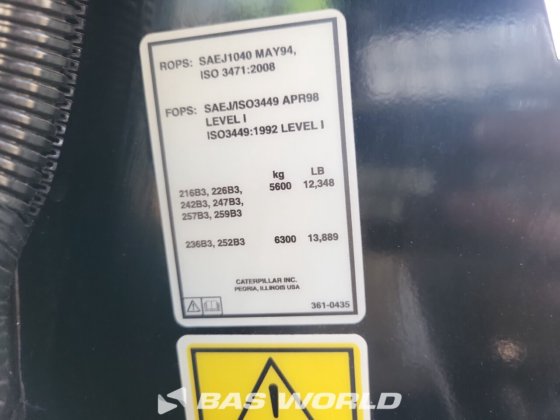 ROPS: SAEJ1040 MAY94,
ISO 3471:2008
FOPS: SAEJ/ISO3449 APR98
LEVEL I
ISO3449:1992 LEVEL I
kg LB
216B3, 226B3, 5600 12,348
242B3, 247B3,
257B3, 259B3
236B3, 252B3 6300 13,889
CATERPILLAR INC.
PEORIA, ILLINOIS USA
361-0435
BAS WORLD